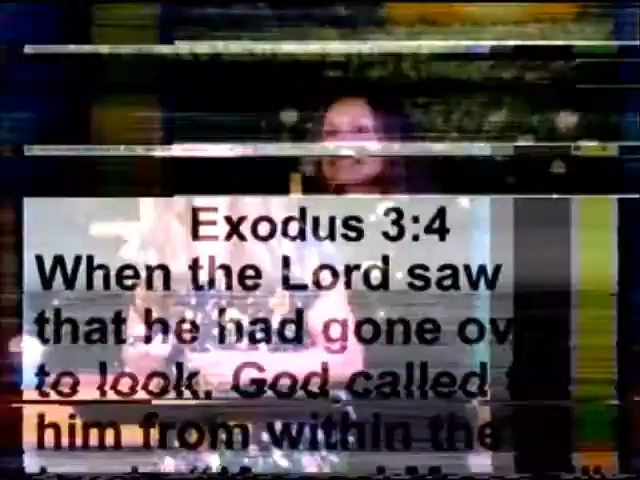 Exodus 3:4
When the Lord saw
that he had gone ov
to look, God called
him from within the